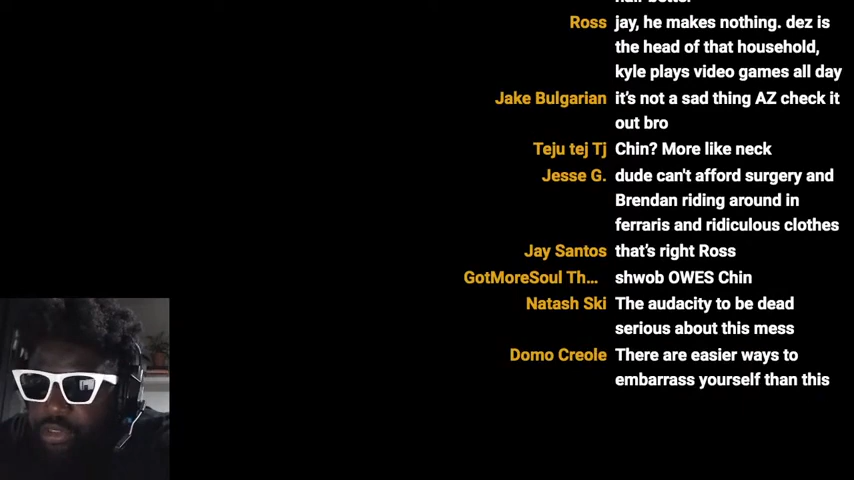 Ross jay, he makes nothing. dez is
the head of that household,
kyle plays video games all day
Jake Bulgarian it's not a sad thing AZ check it
out bro
Teju tej Tj Chin? More like neck
Jesse G. dude can't afford surgery and
Brendan riding around in
ferraris and ridiculous clothes
Jay Santos that's right Ross
GotMoreSoul Th... shwob OWES Chin
Natash Ski The audacity to be dead
serious about this mess
Domo Creole There are easier ways to
embarrass yourself than this